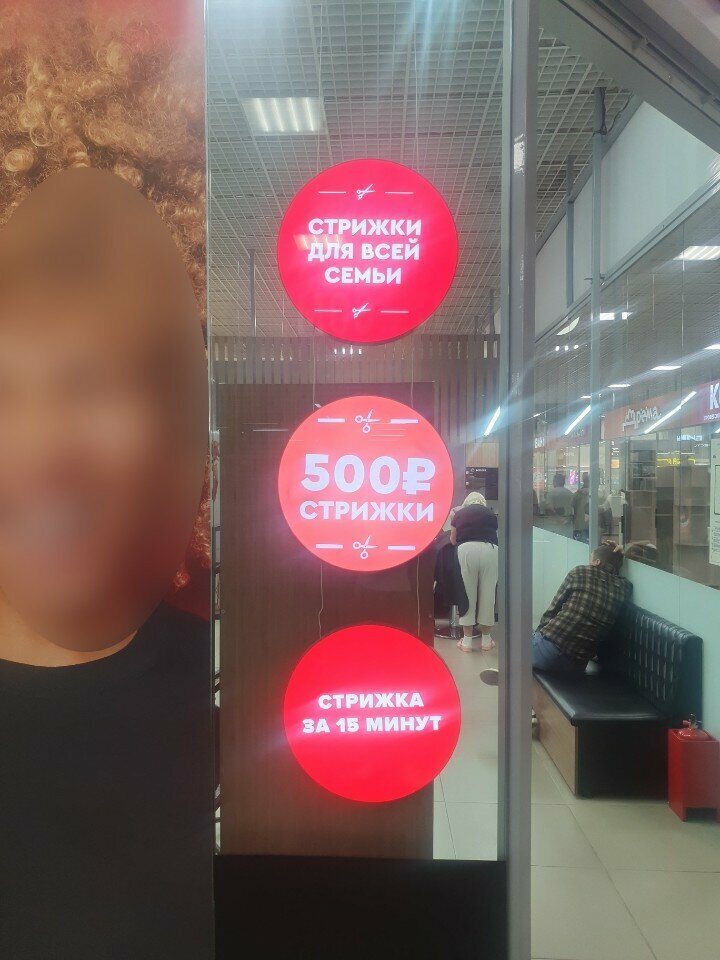 СТРИЖКИ
ДЛЯ ВСЕЙ
СЕМЬИ
500₽
СТРИЖКИ
СТРИЖКА
ЗА 15 МИНУТ